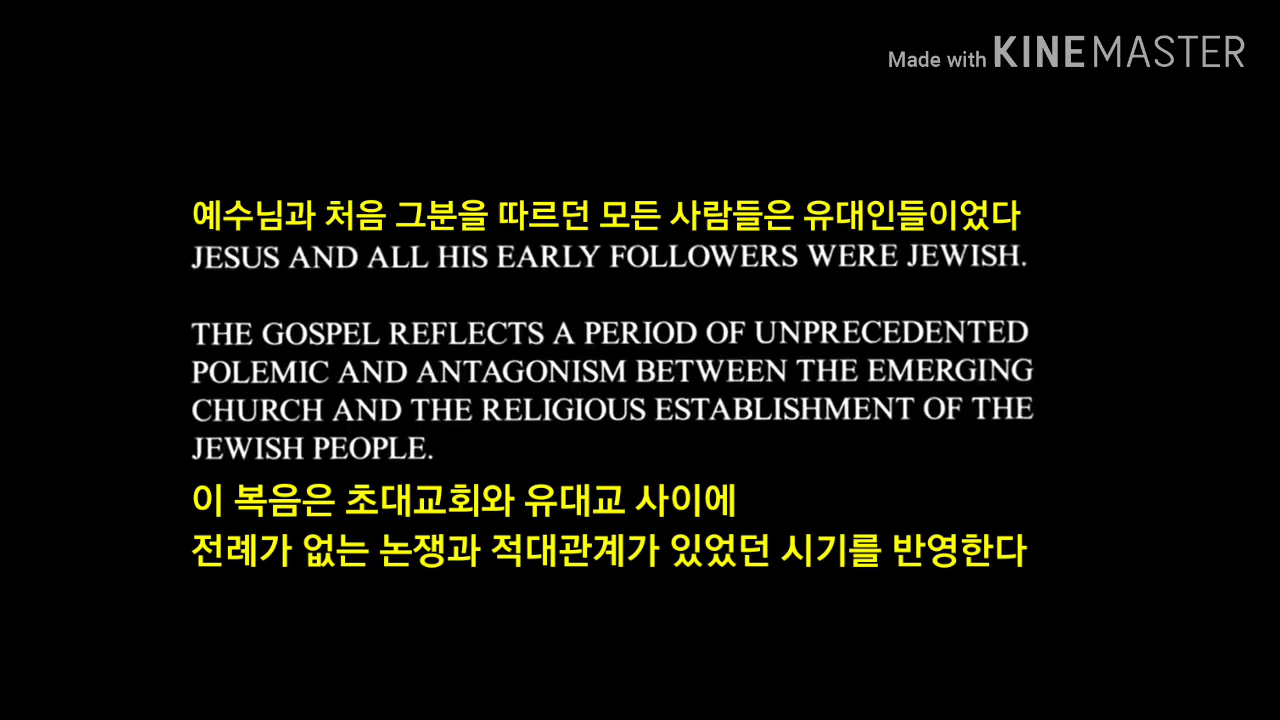 Made with KINEMASTER
예수님과 처음 그분을 따르던 모든 사람들은 유대인들이었다
JESUS AND ALL HIS EARLY FOLLOWERS WERE JEWISH.
THE GOSPEL REFLECTS A PERIOD OF UNPRECEDENTED
POLEMIC AND ANTAGONISM BETWEEN THE EMERGING
CHURCH AND THE RELIGIOUS ESTABLISHMENT OF THE
JEWISH PEOPLE.
이 복음은 초대교회와 유대교 사이에
전례가 없는 논쟁과 적대관계가 있었던 시기를 반영한다